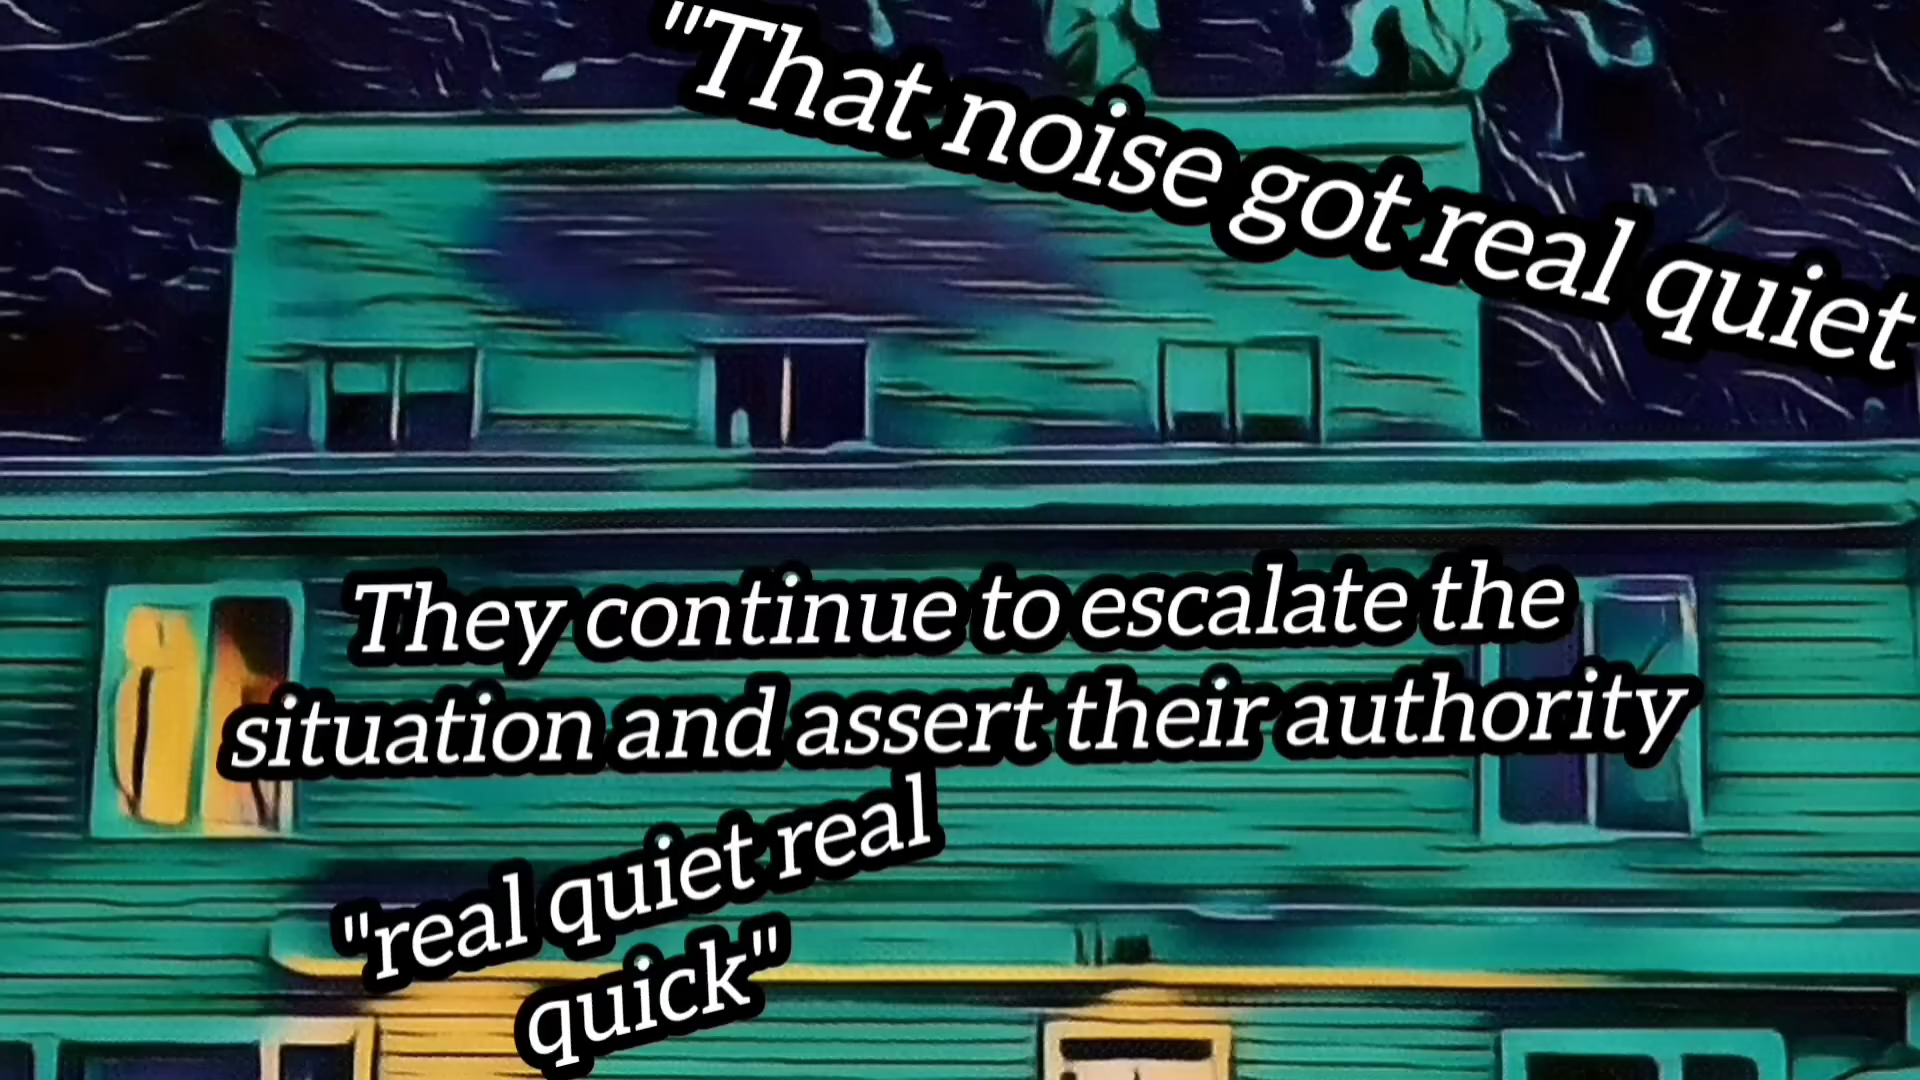 "That noise got real quiet
They continue to escalate the
situation and assert their authority
"real quiet real
quick"